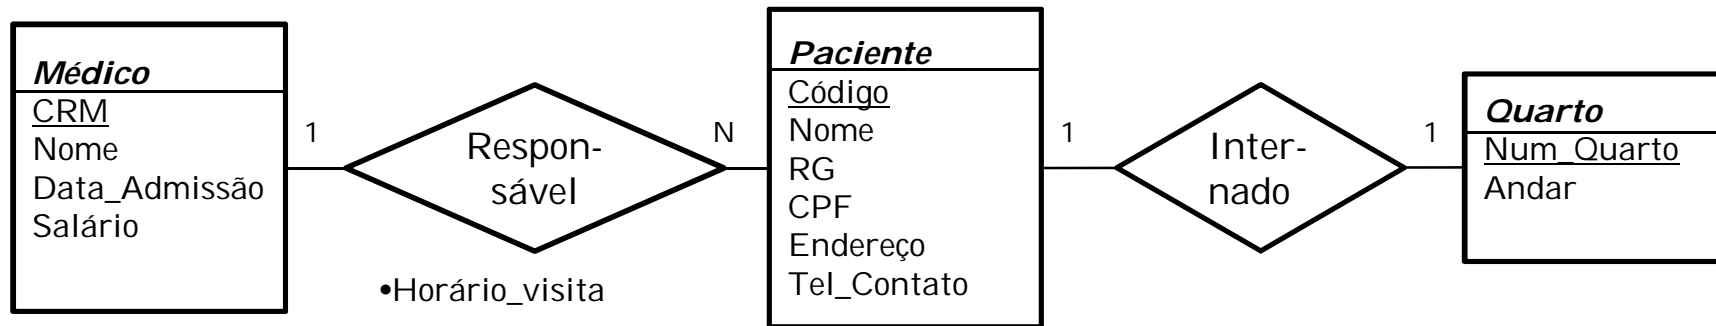 Médico
CRM
Nome
Data_Admissão
Salário
1
Respon-
sável
N
•Horário_visita
Paciente
Código
Nome
RG
CPF
Endereço
Tel_Contato
1
Inter-
nado
1
Quarto
Num_Quarto
Andar